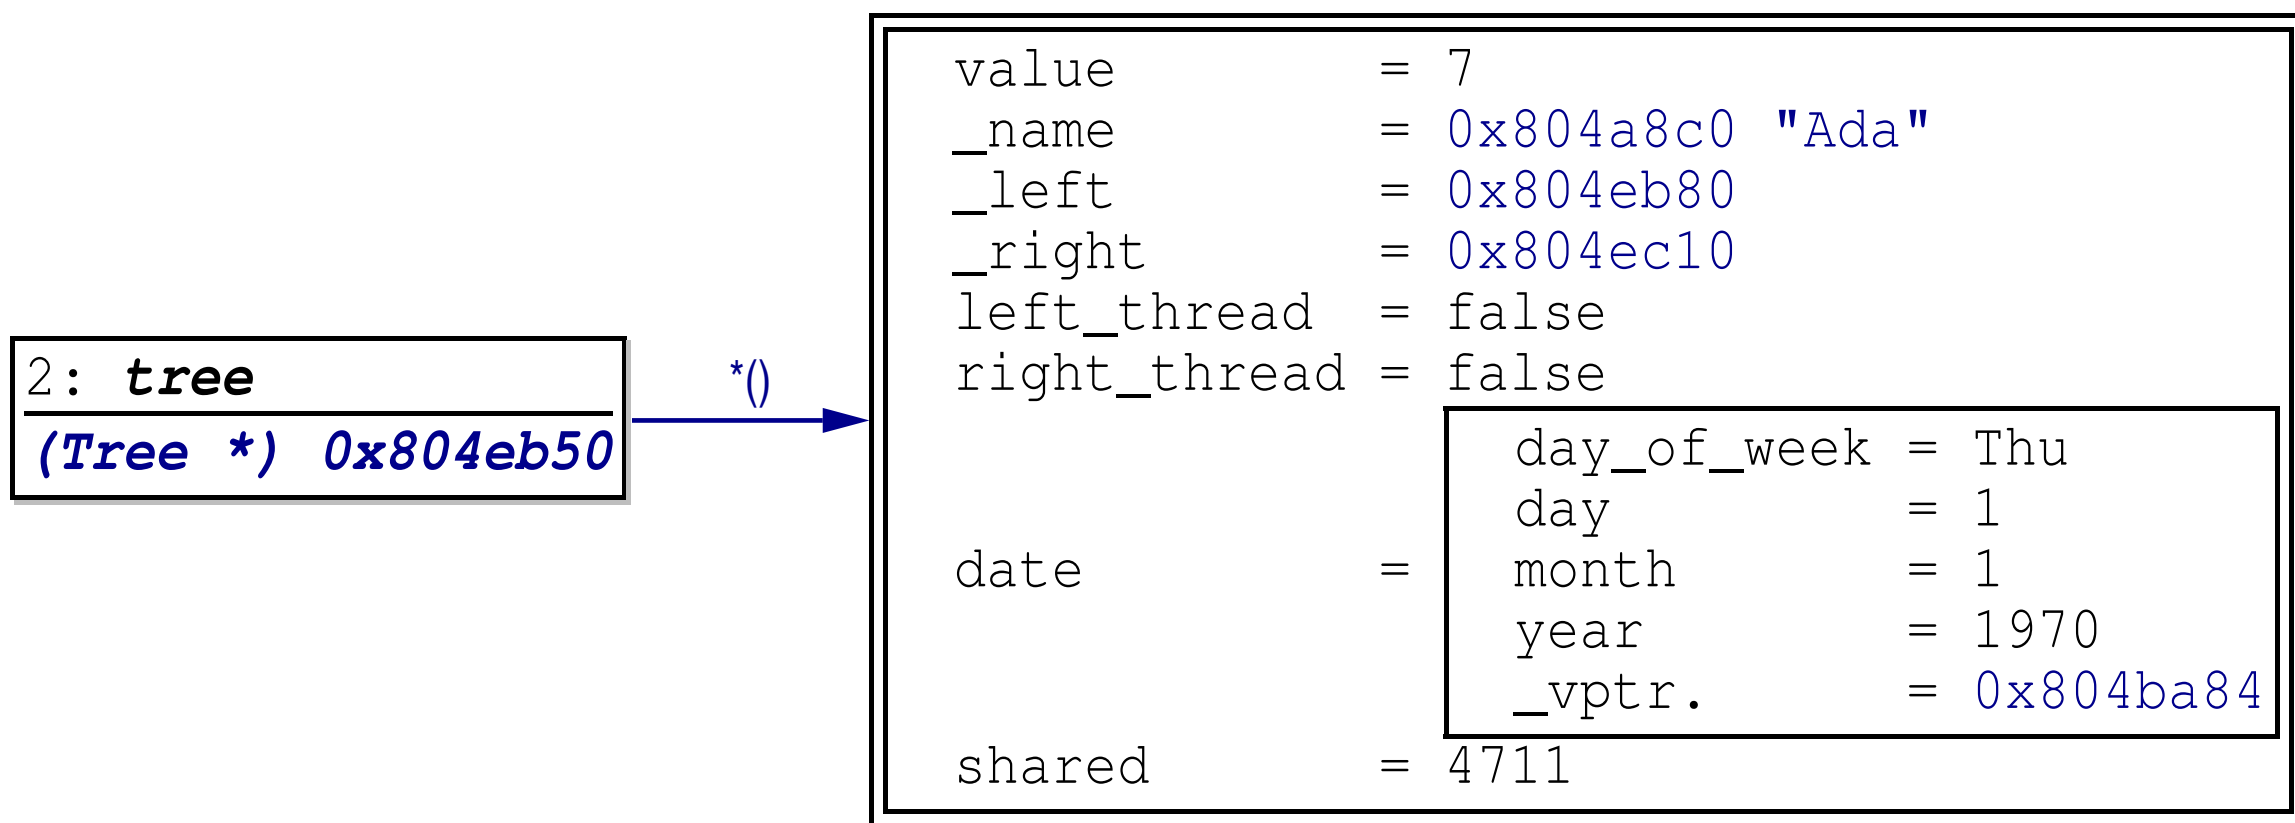 2: tree
(Tree *) 0x804eb50
*()
value = 7
_name = 0x804a8c0 "Ada"
_left = 0x804eb80
_right = 0x804ec10
left_thread = false
right_thread = false
date =
day_of_week = Thu
day = 1
month = 1
year = 1970
_vptr. = 0x804ba84
shared = 4711